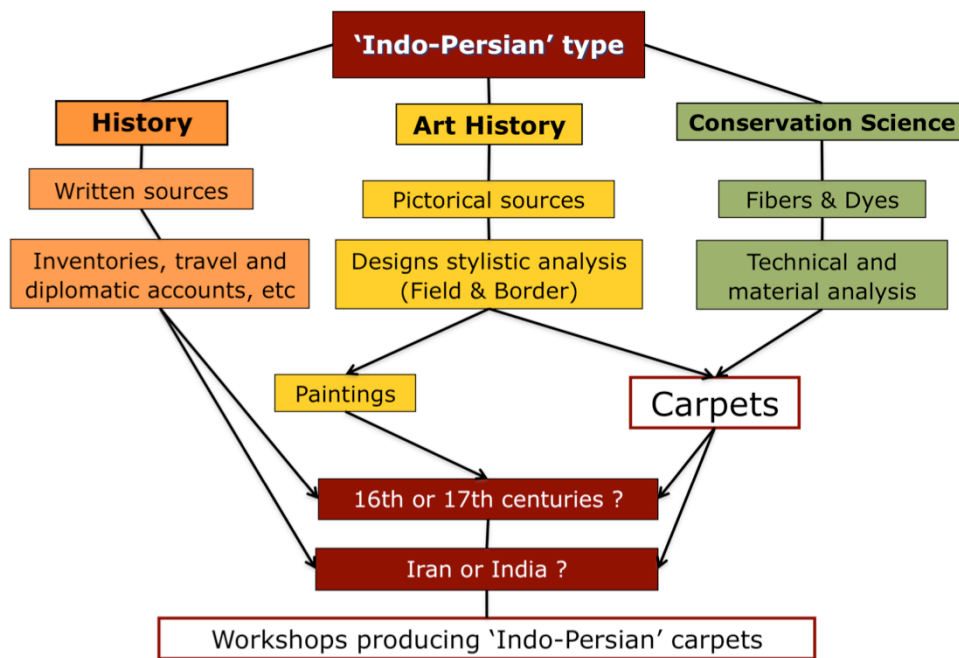 ‘Indo-Persian’ type
History
Art History
Conservation Science
Written sources
Pictorical sources
Fibers & Dyes
Inventories, travel and
diplomatic accounts, etc
Designs stylistic analysis
(Field & Border)
Technical and
material analysis
Paintings
Carpets
16th or 17th centuries ?
Iran or India ?
Workshops producing ‘Indo-Persian’ carpets